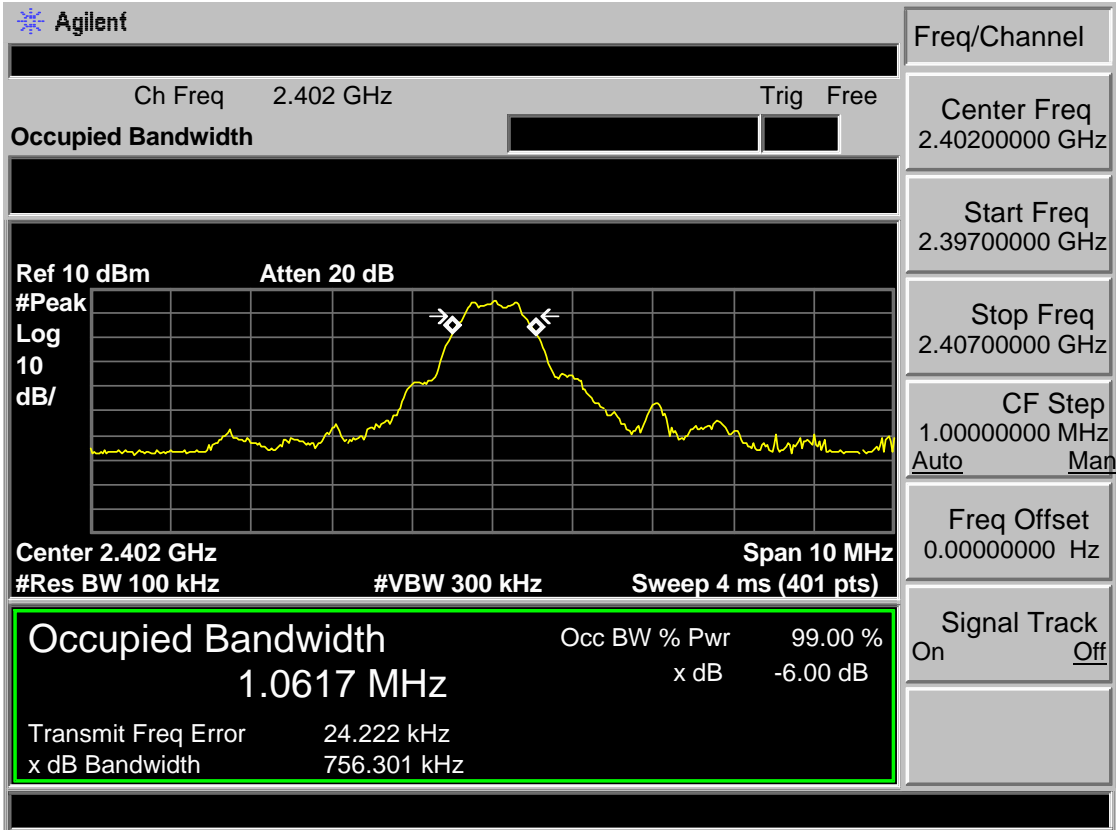 Agilent
Freq/Channel
Ch Freq 2.402 GHz Trig Free
Occupied Bandwidth
Center Freq
2.40200000 GHz
Start Freq
2.39700000 GHz
Stop Freq
2.40700000 GHz
CF Step
1.00000000 MHz
Auto Man
Freq Offset
0.00000000 Hz
Signal Track
On Off
Ref 10 dBm Atten 20 dB
#Peak
Log
10
dB/
Center 2.402 GHz Span 10 MHz
#Res BW 100 kHz #VBW 300 kHz Sweep 4 ms (401 pts)
Occupied Bandwidth Occ BW % Pwr 99.00 %
1.0617 MHz x dB -6.00 dB
Transmit Freq Error 24.222 kHz
x dB Bandwidth 756.301 kHz